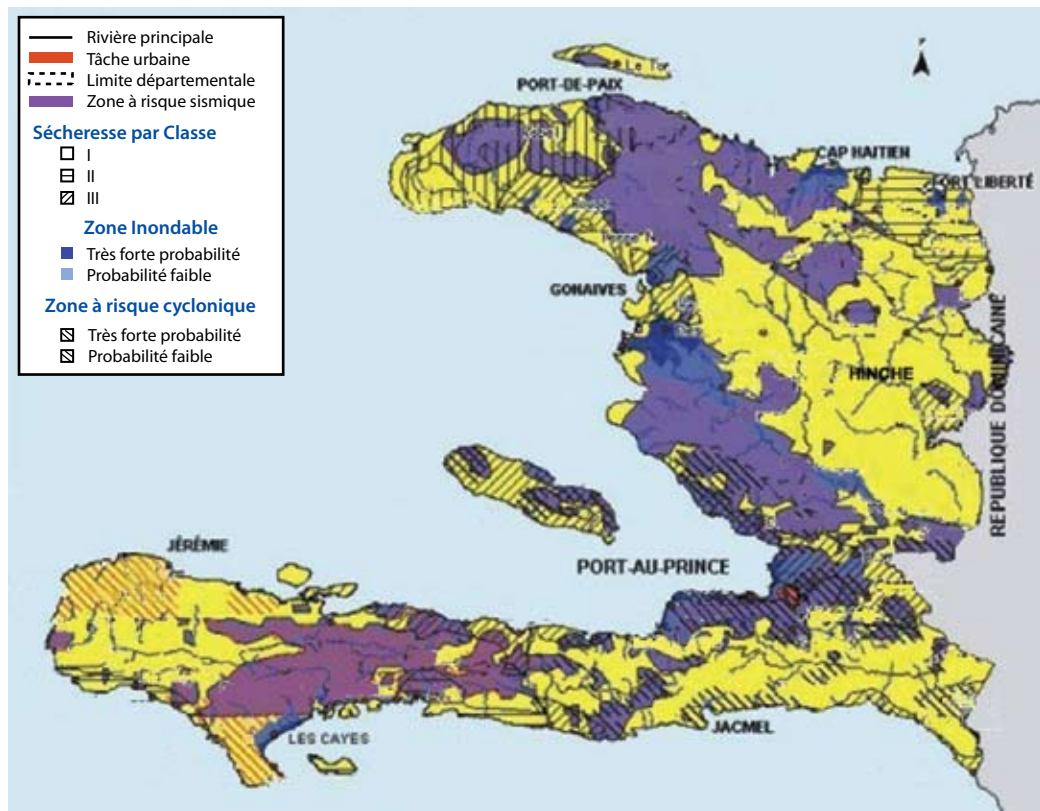 Rivière principale
Tâche urbaine
Limite départementale
Zone à risque sismique
Sécheresse par Classe
I
II
III
Zone Inondable
Très forte probabilité
Probabilité faible
Zone à risque cyclonique
Très forte probabilité
Probabilité faible
PORT-DE-PAIX
CAP HAITIEN
FORT LIBERTÉ
GONAIVES
HINCHE
REPUBLIQUE DOMINICAINE
JÉRÉMIE
PORT-AU-PRINCE
LES CAYES
JACMEL